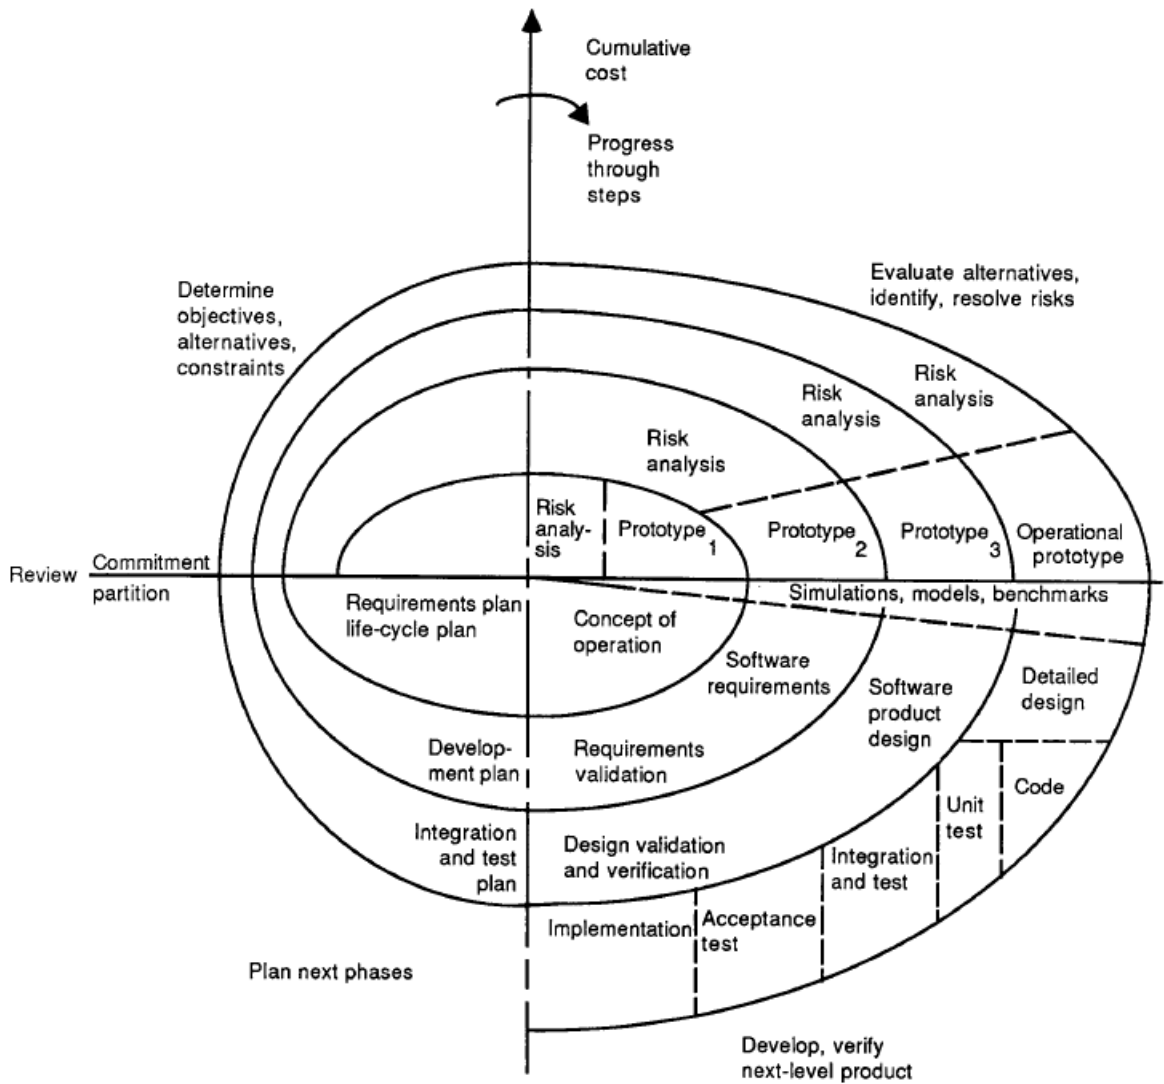 Cumulative
cost
Progress
through
steps
Evaluate alternatives,
identify, resolve risks
Determine
objectives,
alternatives,
constraints
Risk
analysis
Risk
analysis
Risk
analysis
Risk
analy-
sis
Prototype 1
Prototype 2
Prototype 3
Operational
prototype
Review
Commitment
partition
Simulations, models, benchmarks
Requirements plan
life-cycle plan
Concept of
operation
Software
requirements
Software
product
design
Detailed
design
Develop-
ment plan
Requirements
validation
Unit
test
Code
Integration
and test
plan
Design validation
and verification
Integration
and test
Implementation
Acceptance
test
Plan next phases
Develop, verify
next-level product